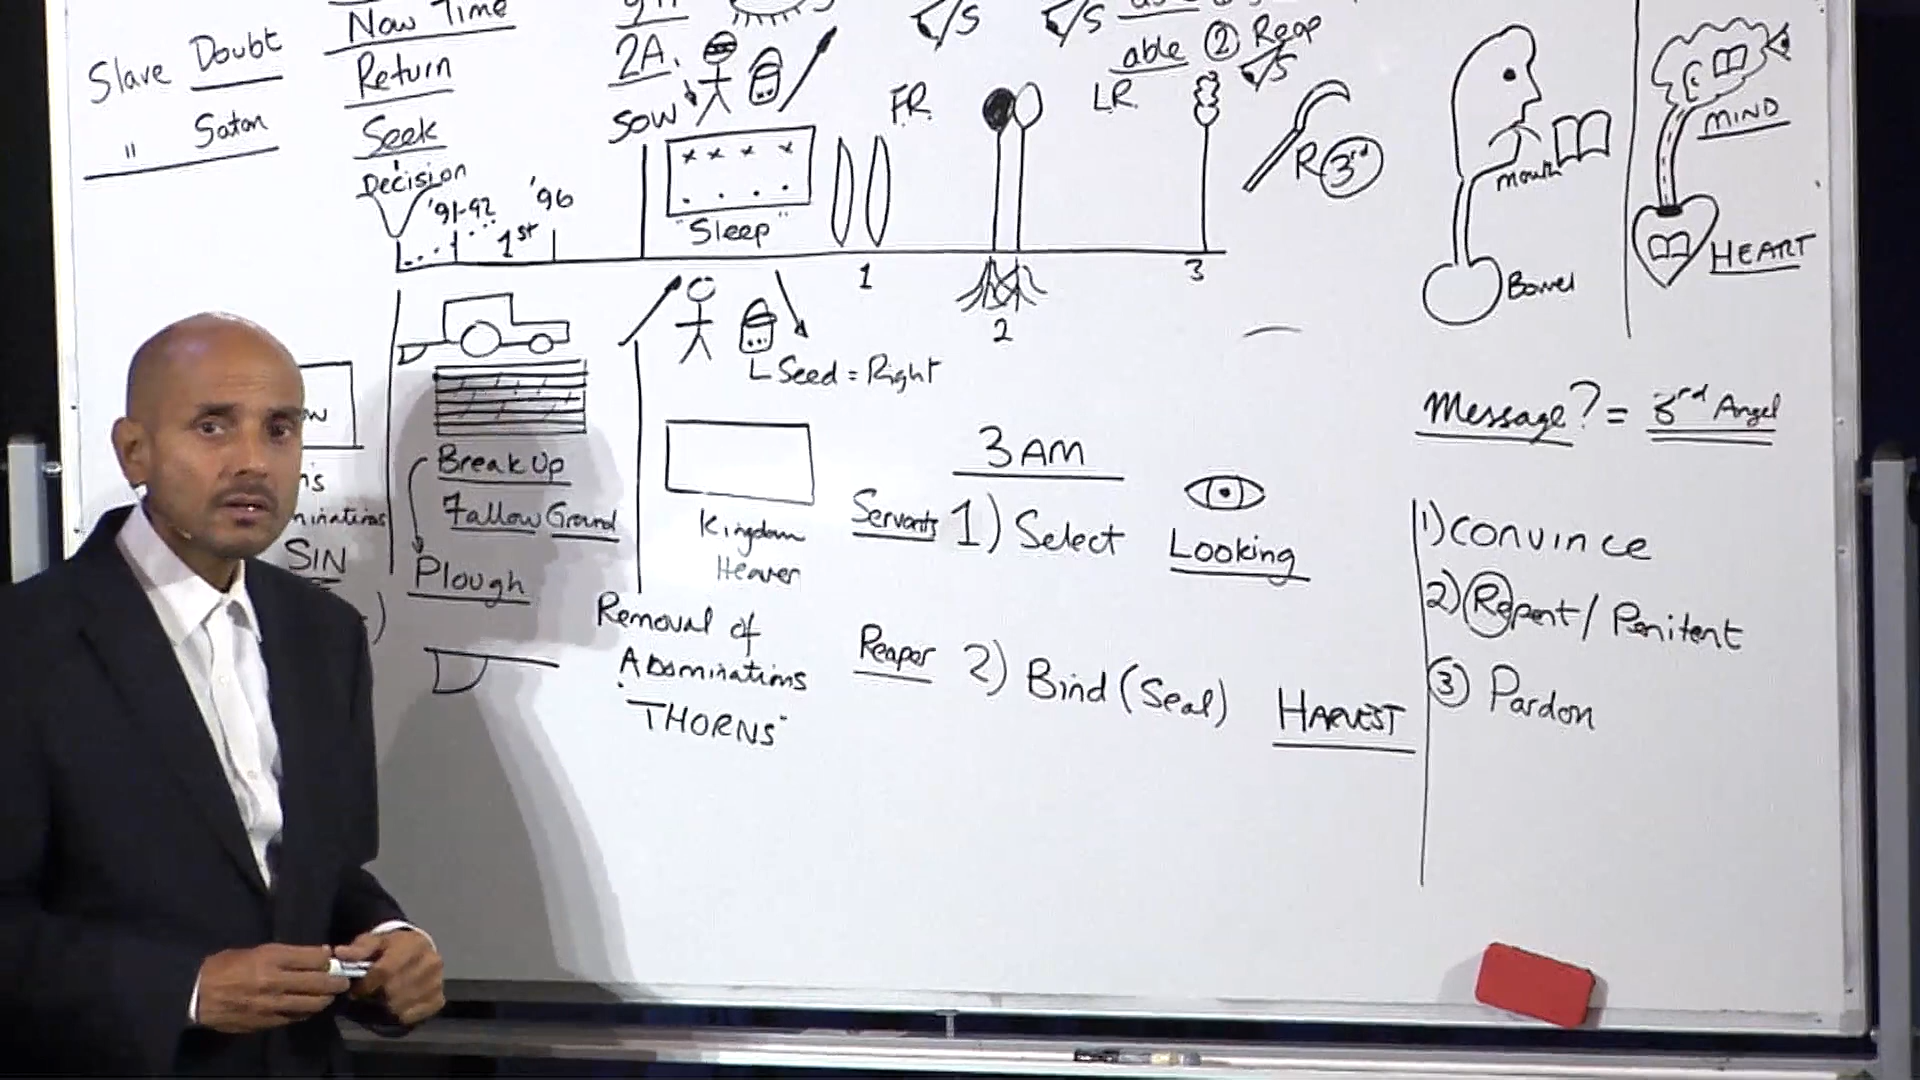 Slave Doubt
" Satan
Now Time
Return
Seek
Decision
'91-92
'96
1st
2A.
SOW
"Sleep"
F.R.
L.R.
able ② Reap
R 3rd
1
2
3
Seed = Right
Break Up
Fallow Ground
Plough
SIN
Kingdom
Heaven
Removal of
Abominations
"THORNS"
3 AM
Servants 1) Select
Looking
Reaper 2) Bind (Seal)
HARVEST
Mouth
Bowel
MIND
HEART
Message? = 3rd Angel
1) convince
2) Repent / Penitent
③ Pardon